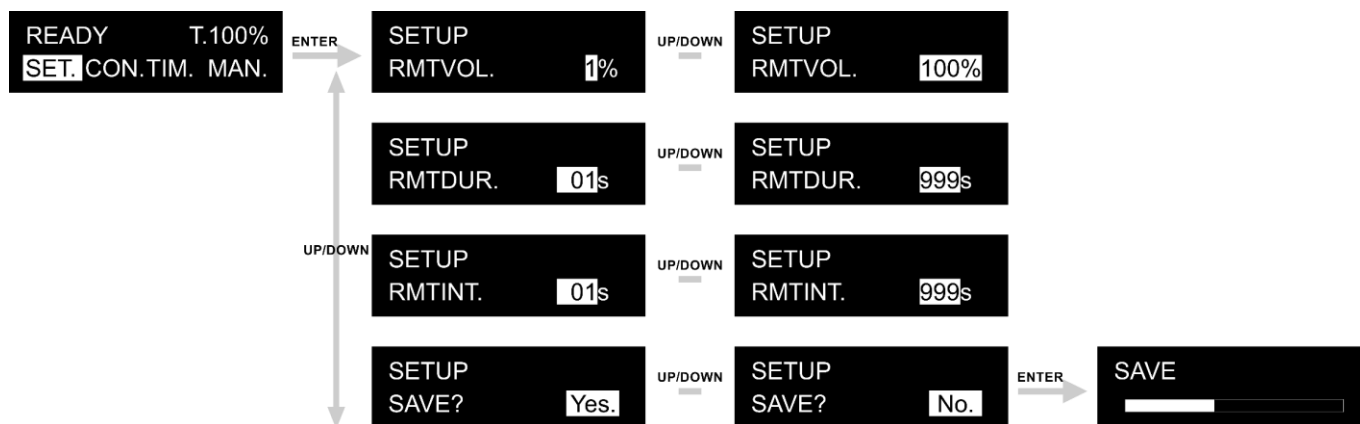 READY T.100%
SET. CON.TIM. MAN.
ENTER
SETUP
RMTVOL. 1%
UP/DOWN
SETUP
RMTVOL. 100%
SETUP
RMTDUR. 01s
UP/DOWN
SETUP
RMTDUR. 999s
UP/DOWN
SETUP
RMTINT. 01s
UP/DOWN
SETUP
RMTINT. 999s
SETUP
SAVE? Yes.
UP/DOWN
SETUP
SAVE? No.
ENTER
SAVE